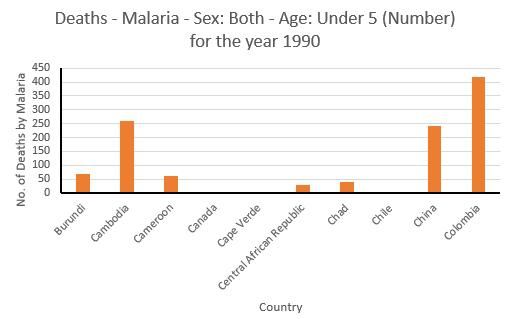 Deaths - Malaria - Sex: Both - Age: Under 5 (Number)
for the year 1990
No. of Deaths by Malaria
450
400
350
300
250
200
150
100
50
0
Burundi
Cambodia
Cameroon
Canada
Cape Verde
Central African Republic
Chad
Chile
China
Colombia
Country